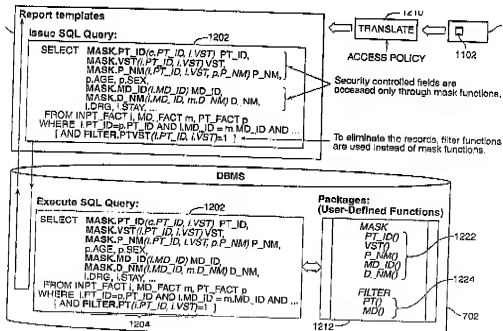 Report templates
Issue SQL Query:
1202
SELECT MASK.PT_ID(c.PT_ID, i.VST) PT_ID,
MASK.VST(i.PT_ID, i.VST) VST,
MASK.P_NM(i.PT_ID, i.VST, p.P_NM) P_NM,
p.AGE, p.SEX,
MASK.MD_ID(i.MD_ID) MD_ID,
MASK.D_NM(i.MD_ID, m.D_NM) D_NM,
i.DRG, i.STAY, ...
FROM INPT_FACT i, MD_FACT m, PT_FACT p
WHERE i.PT_ID=p.PT_ID AND i.MD_ID = m.MD_ID AND ...
[ AND FILTER.PTVST(i.PT_ID, i.VST)=1 ]
1210
TRANSLATE
ACCESS POLICY
1102
Security controlled fields are
accessed only through mask functions.
To eliminate the records, filter functions
are used instead of mask functions.
DBMS
Execute SQL Query:
1202
SELECT MASK.PT_ID(c.PT_ID, i.VST) PT_ID,
MASK.VST(i.PT_ID, i.VST) VST,
MASK.P_NM(i.PT_ID, i.VST, p.P_NM) P_NM,
p.AGE, p.SEX,
MASK.MD_ID(i.MD_ID) MD_ID,
MASK.D_NM(i.MD_ID, m.D_NM) D_NM,
i.DRG, i.STAY, ...
FROM INPT_FACT i, MD_FACT m, PT_FACT p
WHERE i.PT_ID=p.PT_ID AND i.MD_ID = m.MD_ID AND ...
[ AND FILTER.PT(i.PT_ID, i.VST)=1 ]
1204
Packages:
(User-Defined Functions)
MASK
PT_ID()
VST()
P_NM()
MD_ID()
D_NM()
1222
FILTER
PT()
MD()
1224
1212
702